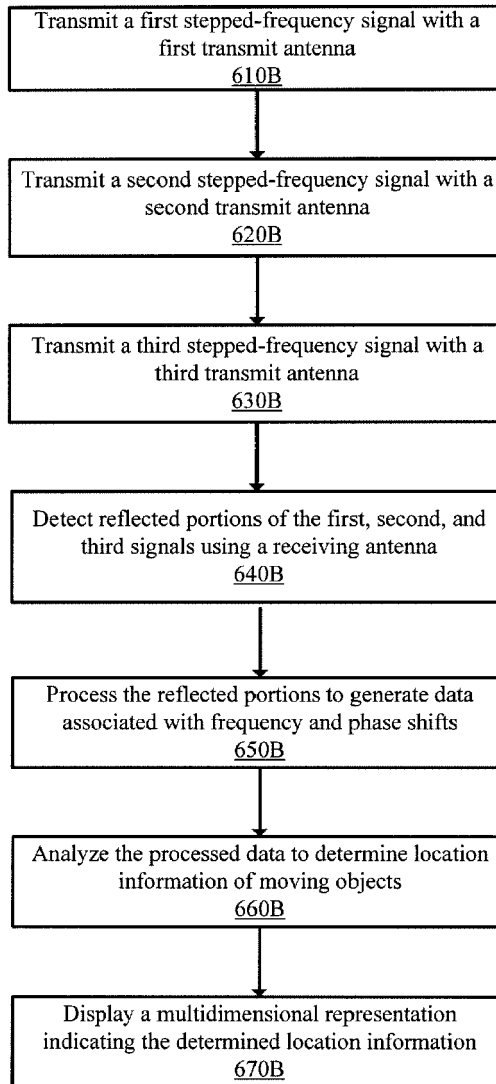 Transmit a first stepped-frequency signal with a
first transmit antenna
610B
Transmit a second stepped-frequency signal with a
second transmit antenna
620B
Transmit a third stepped-frequency signal with a
third transmit antenna
630B
Detect reflected portions of the first, second, and
third signals using a receiving antenna
640B
Process the reflected portions to generate data
associated with frequency and phase shifts
650B
Analyze the processed data to determine location
information of moving objects
660B
Display a multidimensional representation
indicating the determined location information
670B